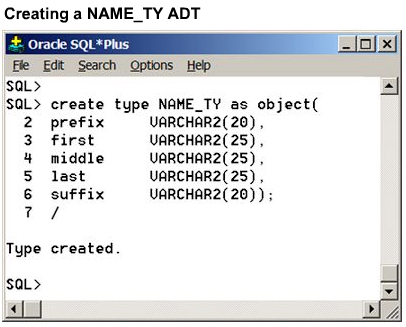 Creating a NAME_TY ADT
Oracle SQL*Plus
File Edit Search Options Help
SQL>
SQL> create type NAME_TY as object(
2 prefix VARCHAR2(20),
3 first VARCHAR2(25),
4 middle VARCHAR2(25),
5 last VARCHAR2(25),
6 suffix VARCHAR2(20));
7 /
Type created.
SQL>